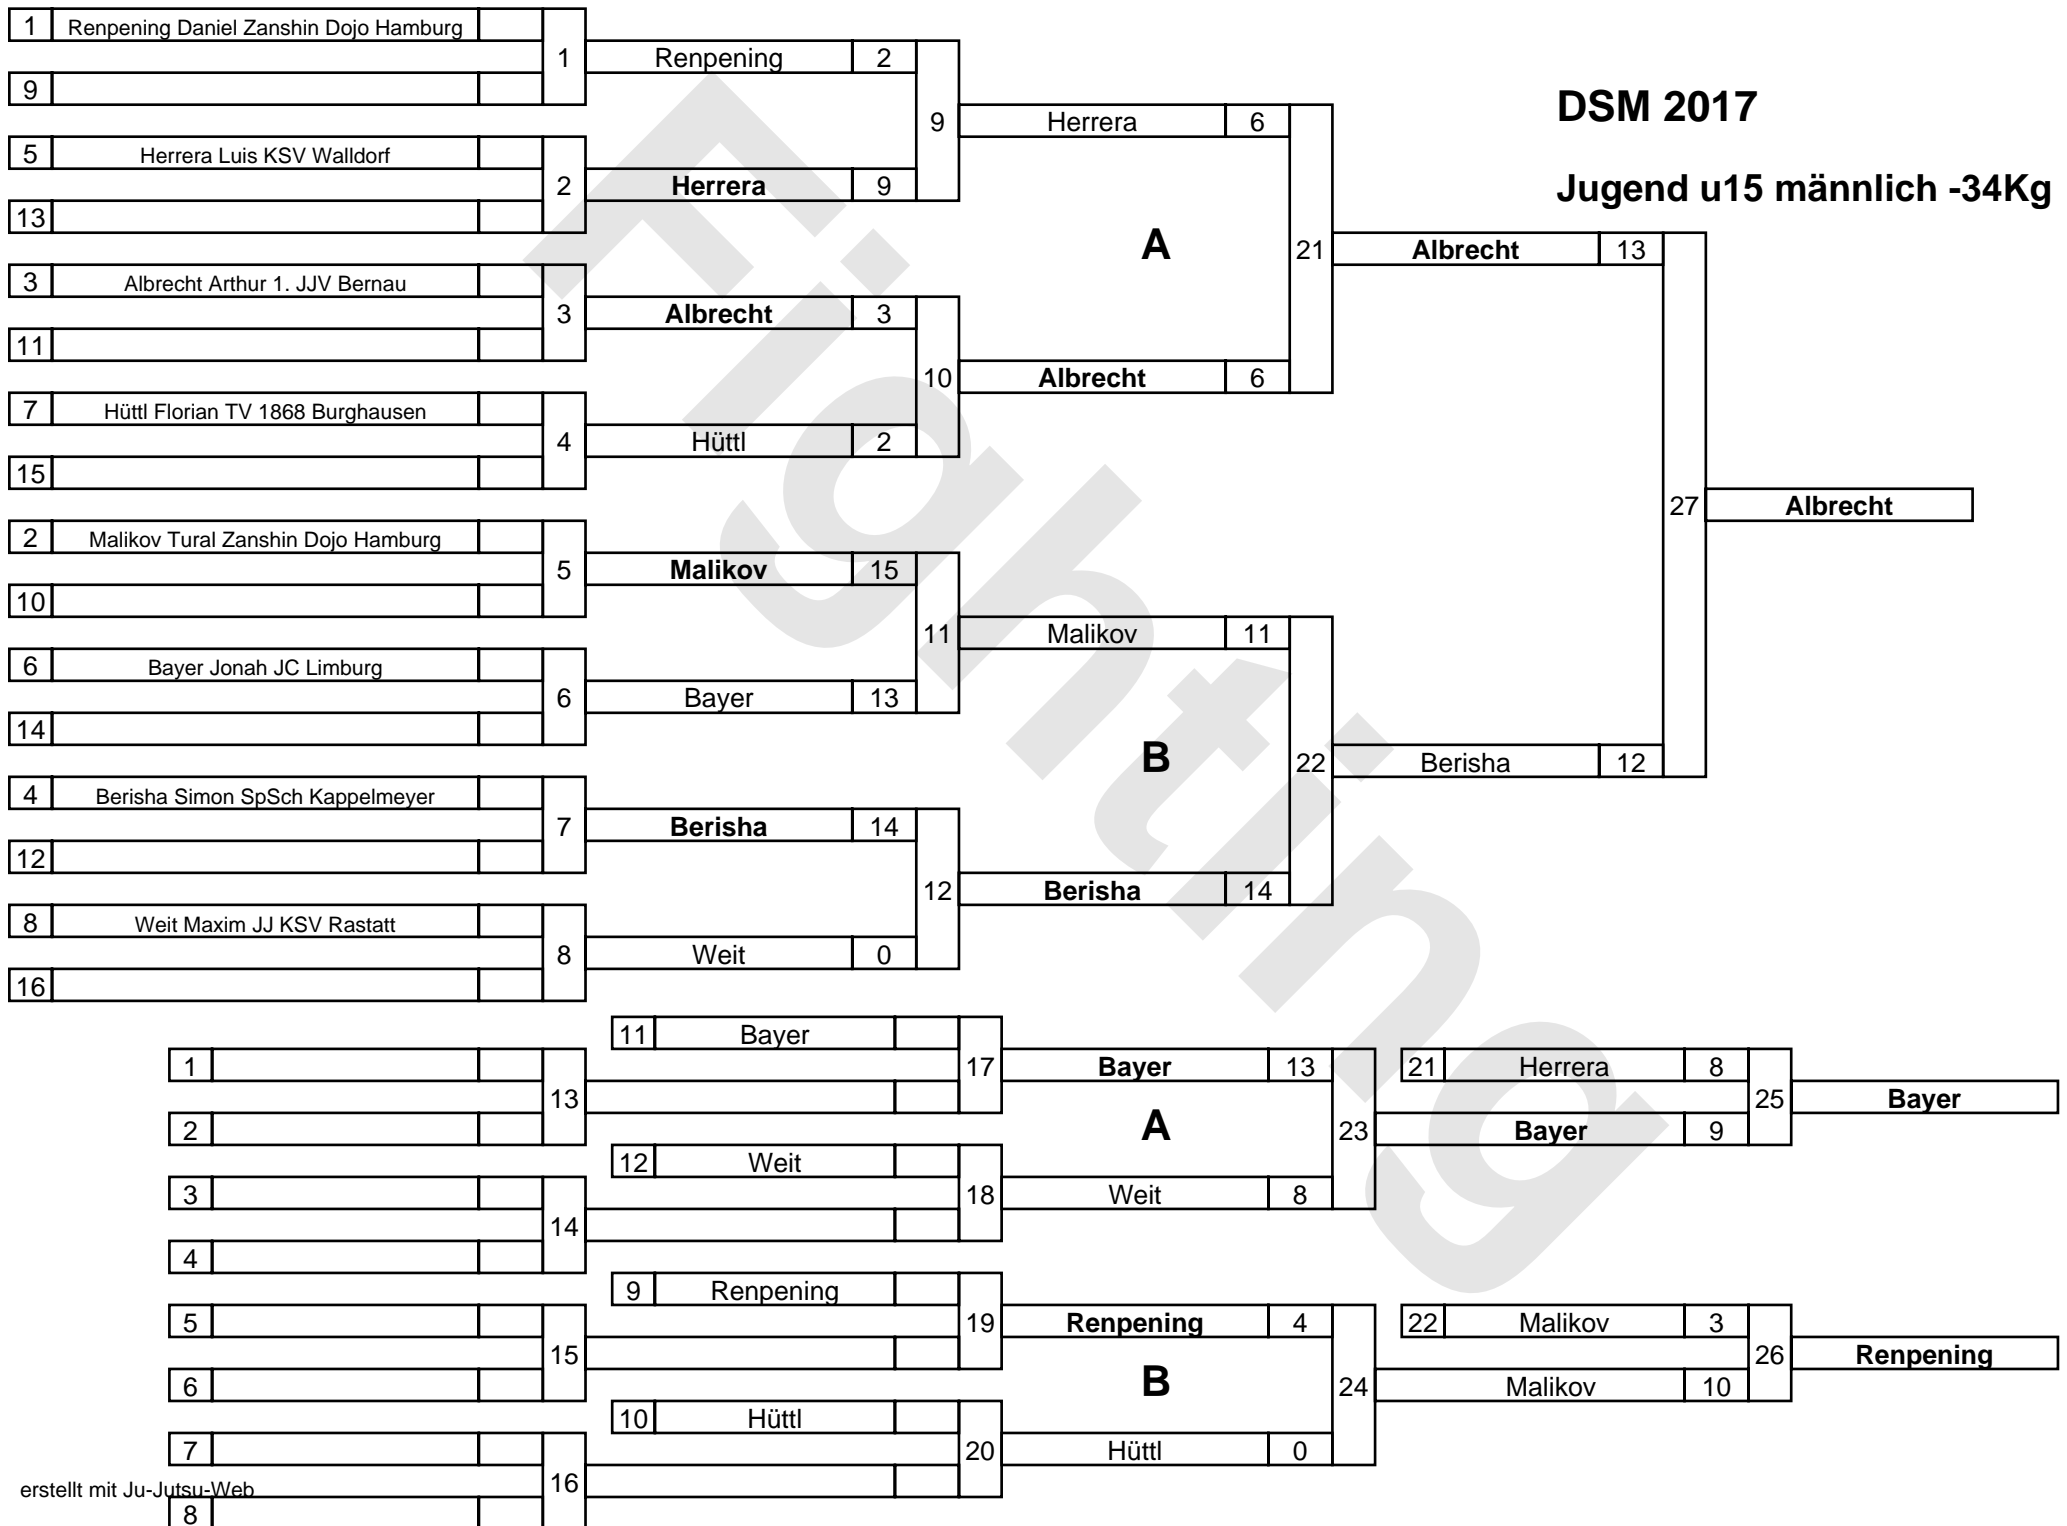 DSM 2017
Jugend u15 männlich -34Kg
1 Renpening Daniel Zanshin Dojo Hamburg
9
1
5 Herrera Luis KSV Walldorf
13
2
3 Albrecht Arthur 1. JJV Bernau
11
3
7 Hüttl Florian TV 1868 Burghausen
15
4
2 Malikov Tural Zanshin Dojo Hamburg
10
5
6 Bayer Jonah JC Limburg
14
6
4 Berisha Simon SpSch Kappelmeyer
12
7
8 Weit Maxim JJ KSV Rastatt
16
8
Renpening 2
Herrera 9
9
Albrecht 3
Hüttl 2
10
Malikov 15
Bayer 13
11
Berisha 14
Weit 0
12
Herrera 6
A
Albrecht 6
21
Malikov 11
B
Berisha 14
22
Albrecht 13
Berisha 12
27
Albrecht
1
2
13
3
4
14
5
6
15
7
8
16
11 Bayer
17
12 Weit
18
9 Renpening
19
10 Hüttl
20
Bayer 13
A
Weit 8
23
Renpening 4
B
Hüttl 0
24
21 Herrera 8
Bayer 9
25
Bayer
22 Malikov 3
Malikov 10
26
Renpening
erstellt mit Ju-Jutsu-Web
Fighting